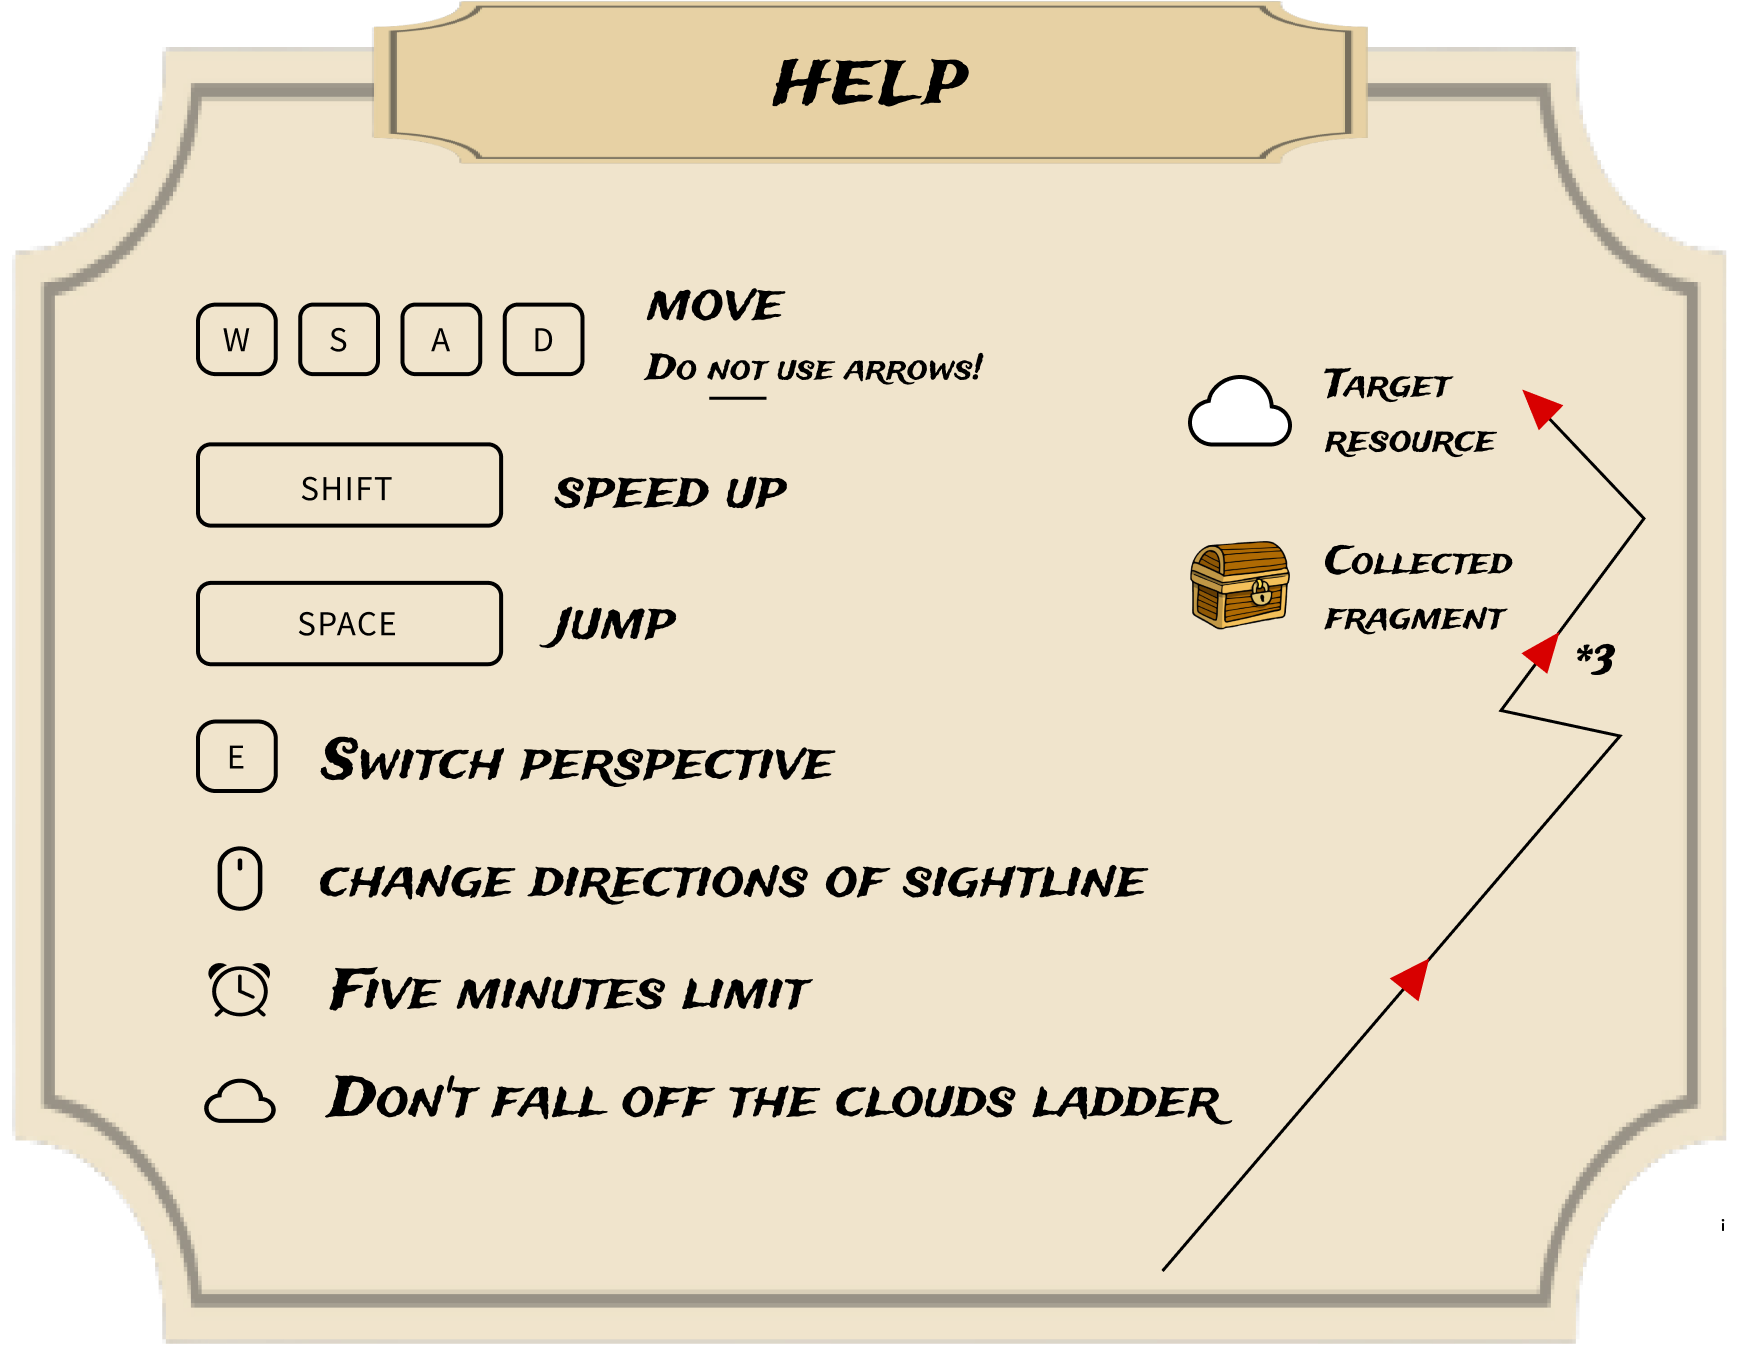 HELP
W S A D
MOVE
Do not use arrows!
SHIFT
SPEED UP
SPACE
JUMP
E
Switch perspective
CHANGE DIRECTIONS OF SIGHTLINE
Five minutes limit
Don't fall off the clouds ladder
Target
resource
Collected
fragment
*3
i